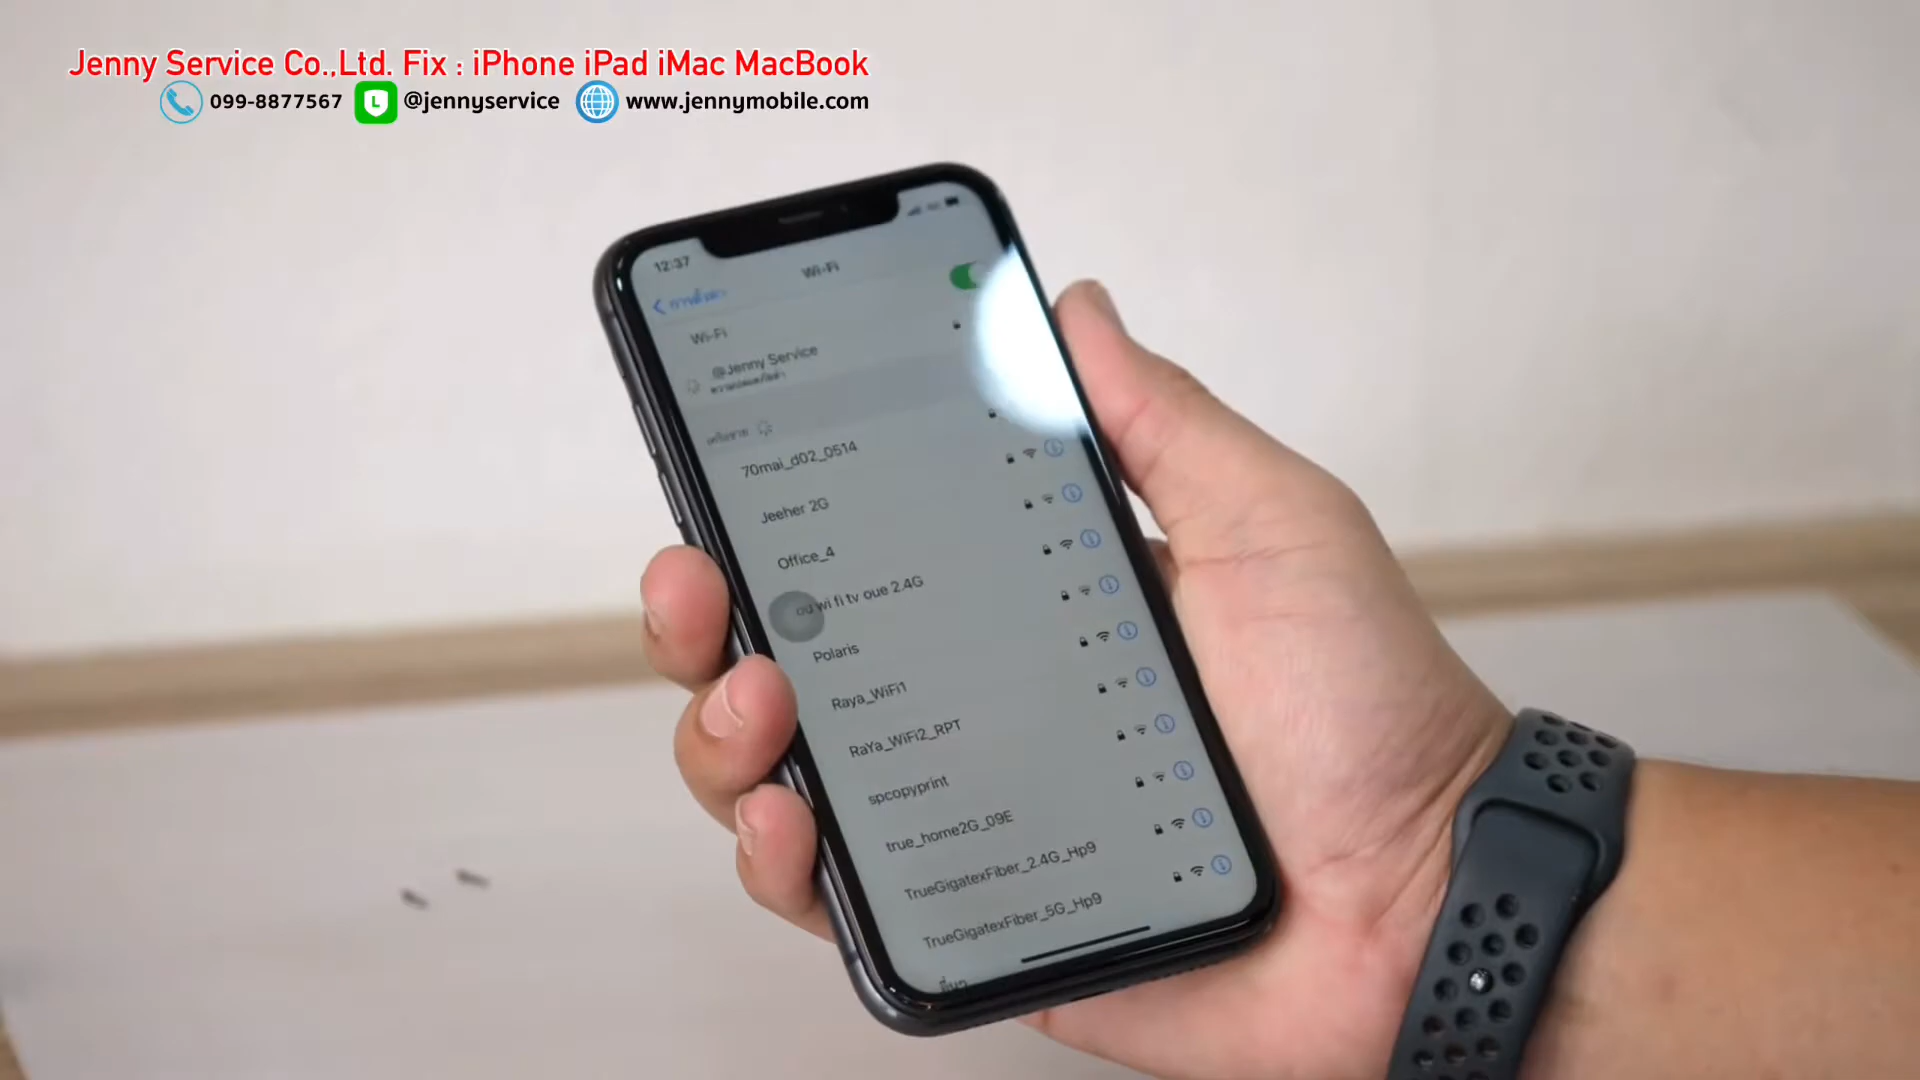 Jenny Service Co.,Ltd. Fix : iPhone iPad iMac MacBook
099-8877567 @jennyservice www.jennymobile.com
12:37
Wi-Fi
Wi-Fi
@Jenny Service
70mai_d02_0514
Jeeher 2G
Office_4
ou wi fi tv oue 2.4G
Polaris
Raya_WiFi1
RaYa_WiFi2_RPT
spcopyprint
true_home2G_09E
TrueGigatexFiber_2.4G_Hp9
TrueGigatexFiber_5G_Hp9